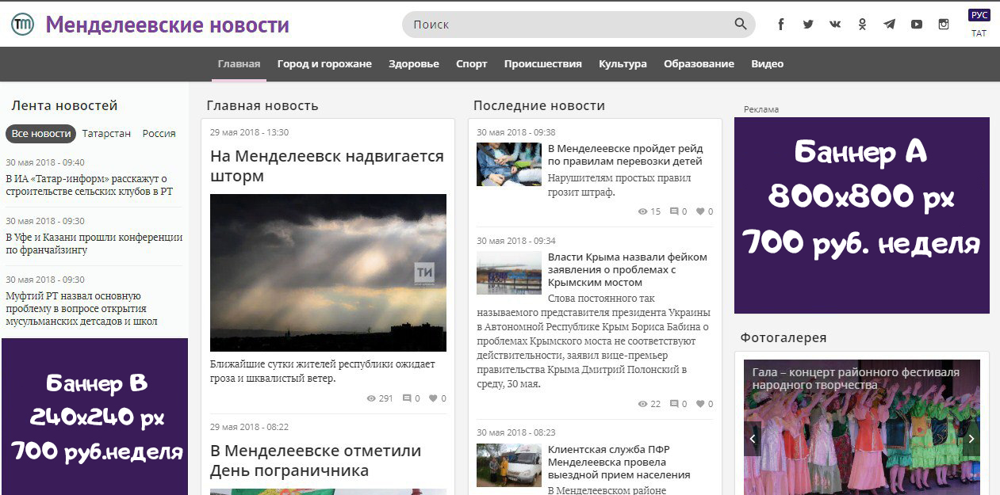 Тм
Менделеевские новости
Поиск
РУС
ТАТ
Главная
Город и горожане
Здоровье
Спорт
Происшествия
Культура
Образование
Видео
Лента новостей
Все новости
Татарстан
Россия
30 мая 2018 - 09:40
В ИА «Татар-информ» расскажут о
строительстве сельских клубов в РТ
30 мая 2018 - 09:30
В Уфе и Казани прошли конференции
по франчайзингу
30 мая 2018 - 09:30
Муфтий РТ назвал основную
проблему в вопросе открытия
мусульманских детсадов и школ
Баннер В
240х240 рх
700 руб.неделя
Главная новость
29 мая 2018 - 13:30
На Менделеевск надвигается
шторм
ТИ
Ближайшие сутки жителей республики ожидает
гроза и шквалистый ветер.
291
0
0
29 мая 2018 - 08:22
В Менделеевске отметили
День пограничника
Последние новости
30 мая 2018 - 09:38
В Менделеевске пройдет рейд
по правилам перевозки детей
Нарушителям простых правил
грозит штраф.
15
0
0
30 мая 2018 - 09:34
Власти Крыма назвали фейком
заявления о проблемах с
Крымским мостом
Слова постоянного так
называемого представителя президента Украины
в Автономной Республике Крым Бориса Бабина о
проблемах Крымского моста не соответствуют
действительности, заявил вице-премьер
правительства Крыма Дмитрий Полонский в
среду, 30 мая.
22
0
0
30 мая 2018 - 08:23
Клиентская служба ПФР
Менделеевска провела
выездной прием населения
В Менделеевском районе
Реклама
Баннер А
800х800 рх
700 руб. неделя
Фотогалерея
Гала – концерт районного фестиваля
народного творчества